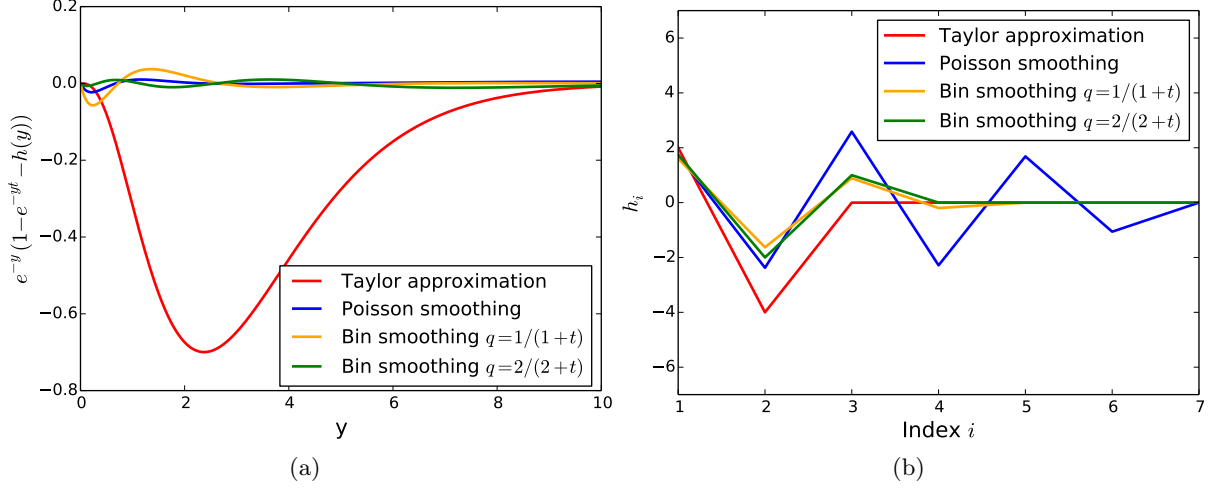 0.2
0.0
−0.2
−0.4
−0.6
−0.8
e^{−y}(1−e^{−yt}−h(y))
Taylor approximation
Poisson smoothing
Bin smoothing q=1/(1+t)
Bin smoothing q=2/(2+t)
0 2 4 6 8 10
y
(a)
6
4
2
0
−2
−4
−6
h_i
Taylor approximation
Poisson smoothing
Bin smoothing q=1/(1+t)
Bin smoothing q=2/(2+t)
1 2 3 4 5 6 7
Index i
(b)